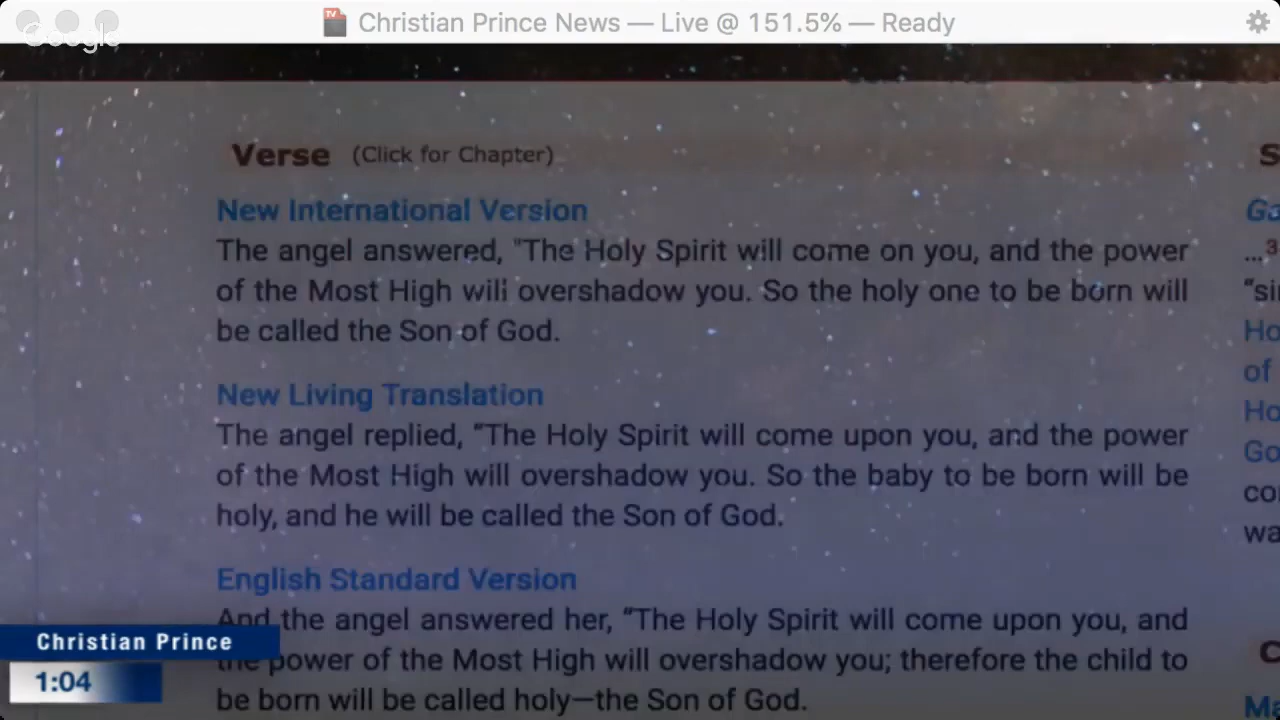 Google
Christian Prince News — Live @ 151.5% — Ready
Verse (Click for Chapter)
New International Version
The angel answered, "The Holy Spirit will come on you, and the power
of the Most High will overshadow you. So the holy one to be born will
be called the Son of God.
New Living Translation
The angel replied, “The Holy Spirit will come upon you, and the power
of the Most High will overshadow you. So the baby to be born will be
holy, and he will be called the Son of God.
English Standard Version
And the angel answered her, “The Holy Spirit will come upon you, and
the power of the Most High will overshadow you; therefore the child to
be born will be called holy—the Son of God.
...3
“sin
of
Christian Prince
1:04